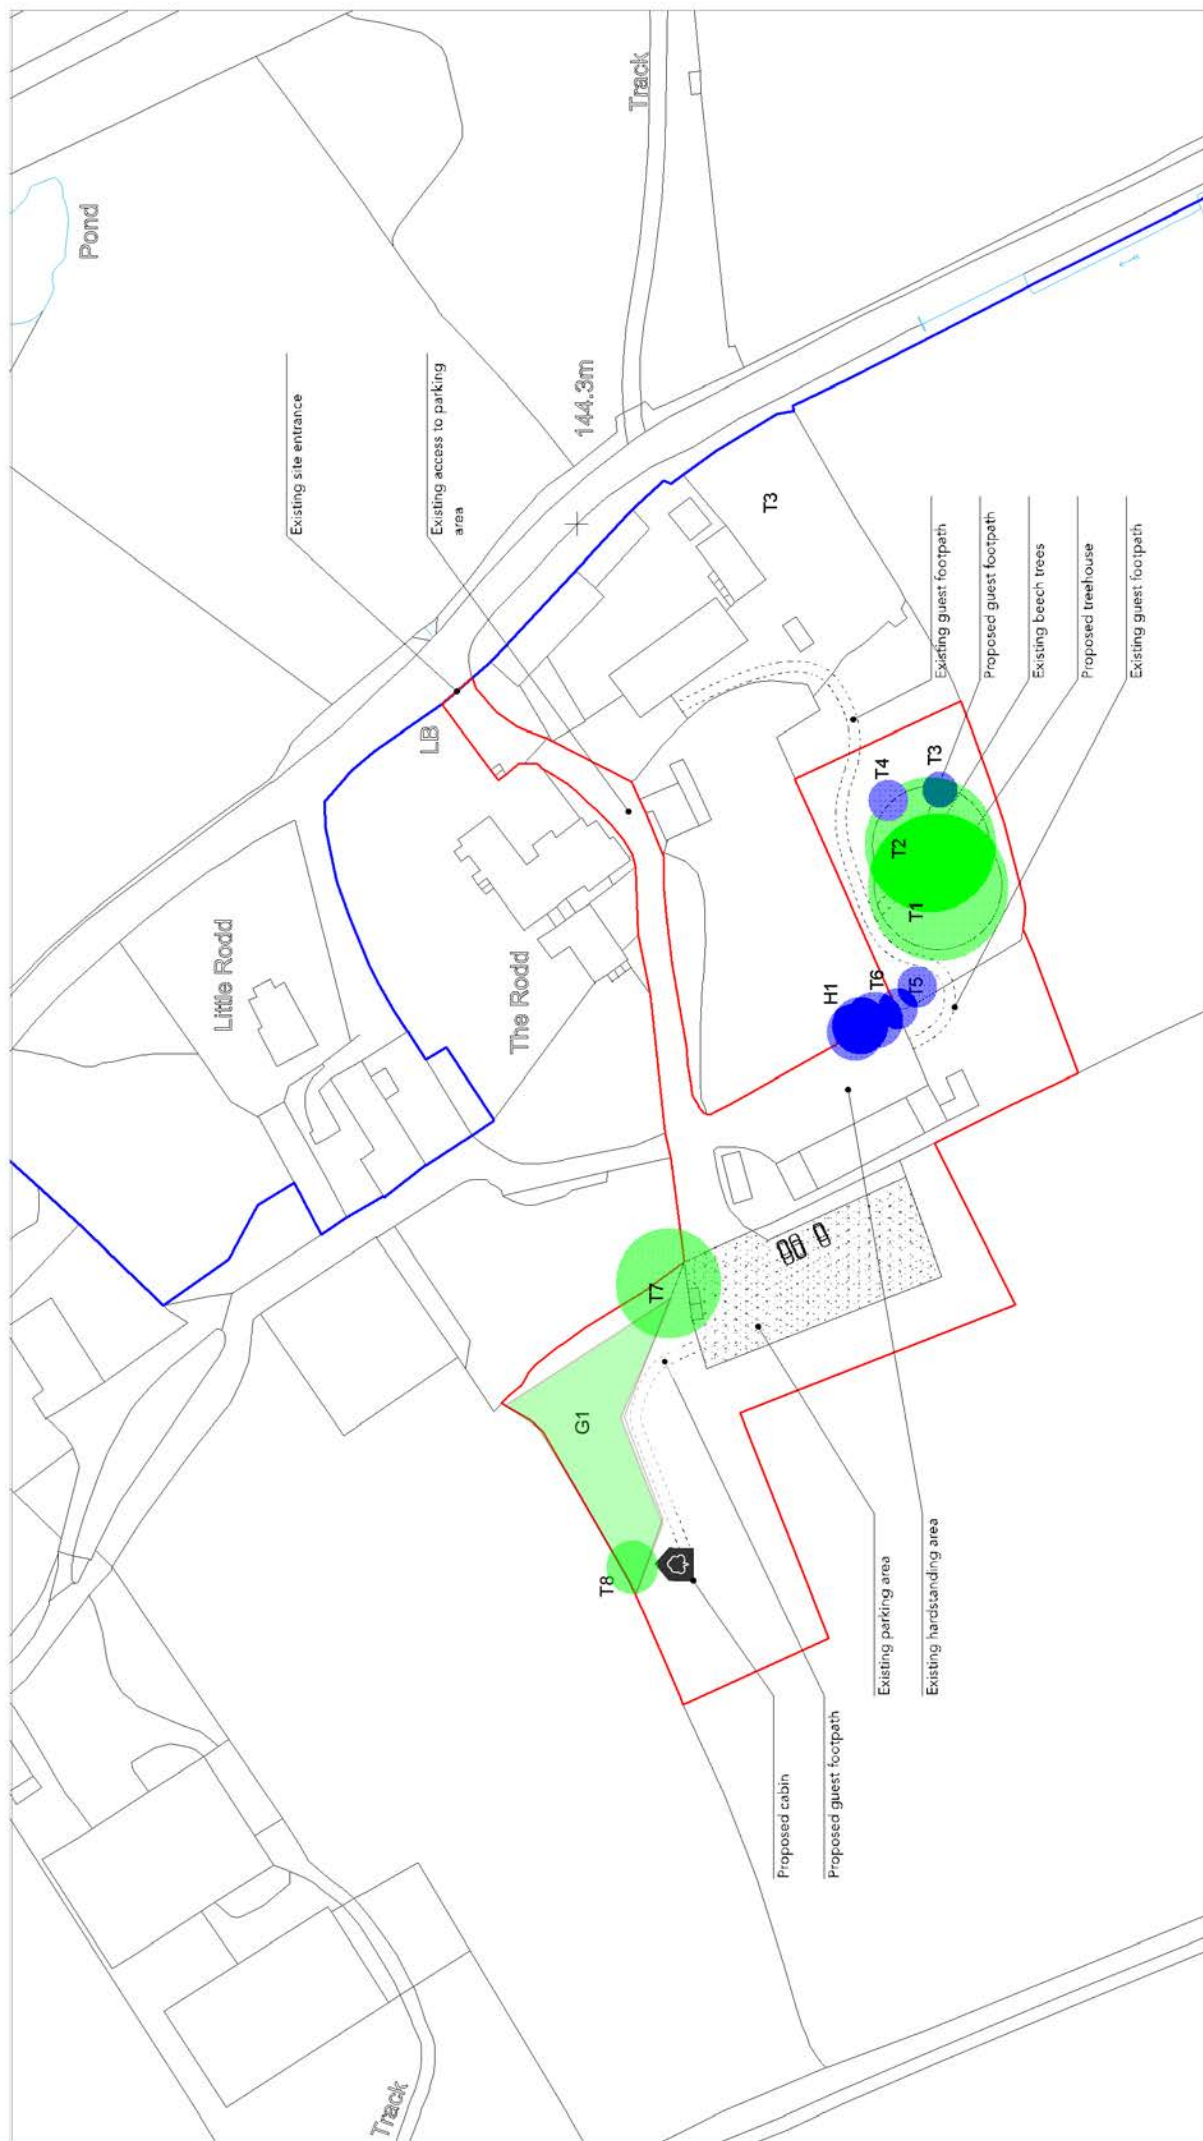 Pond
Track
144.3m
Existing site entrance
Existing access to parking
area
LB
Little Rodd
The Rodd
T3
Existing guest footpath
Proposed guest footpath
Existing beech trees
Proposed treehouse
Existing guest footpath
T4
T3
T2
T1
T6
T5
H1
T7
G1
T8
Existing parking area
Existing hardstanding area
Proposed cabin
Proposed guest footpath
Track